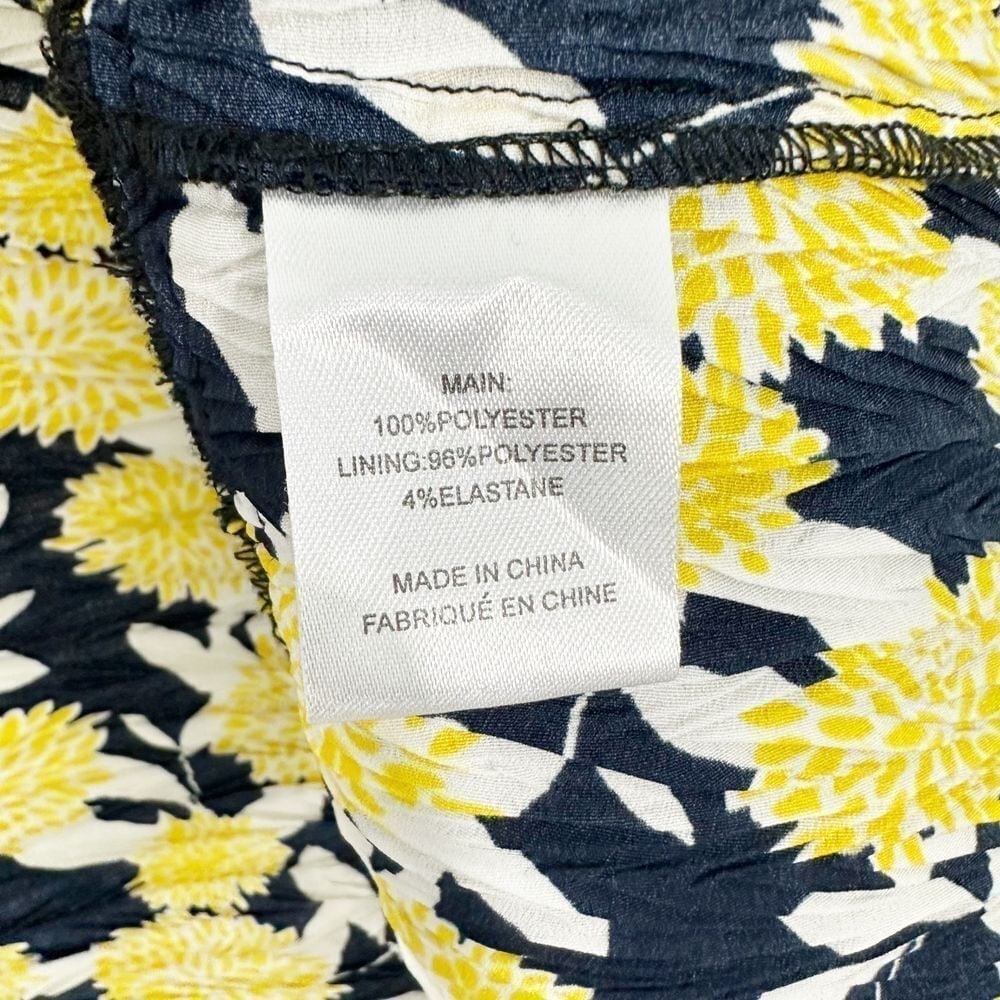 MAIN:
100%POLYESTER
LINING:96%POLYESTER
4%ELASTANE
MADE IN CHINA
FABRIQUÉ EN CHINE